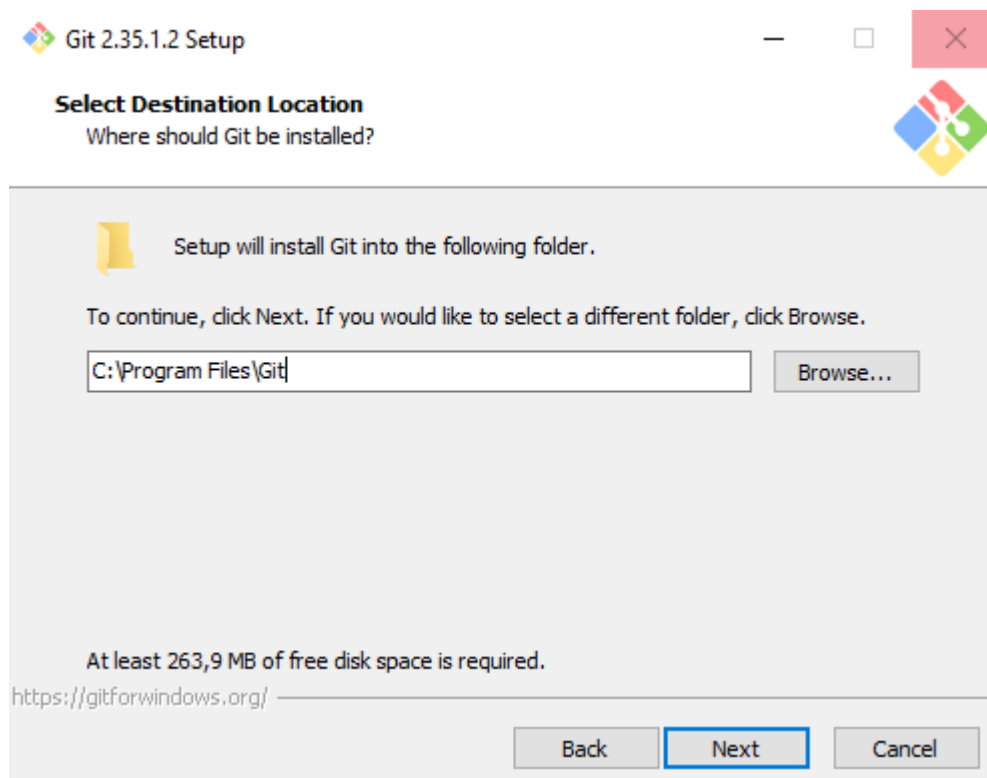 Git 2.35.1.2 Setup
Select Destination Location
Where should Git be installed?
Setup will install Git into the following folder.
To continue, click Next. If you would like to select a different folder, click Browse.
C:\Program Files\Git
Browse...
At least 263,9 MB of free disk space is required.
https://gitforwindows.org/
Back
Next
Cancel